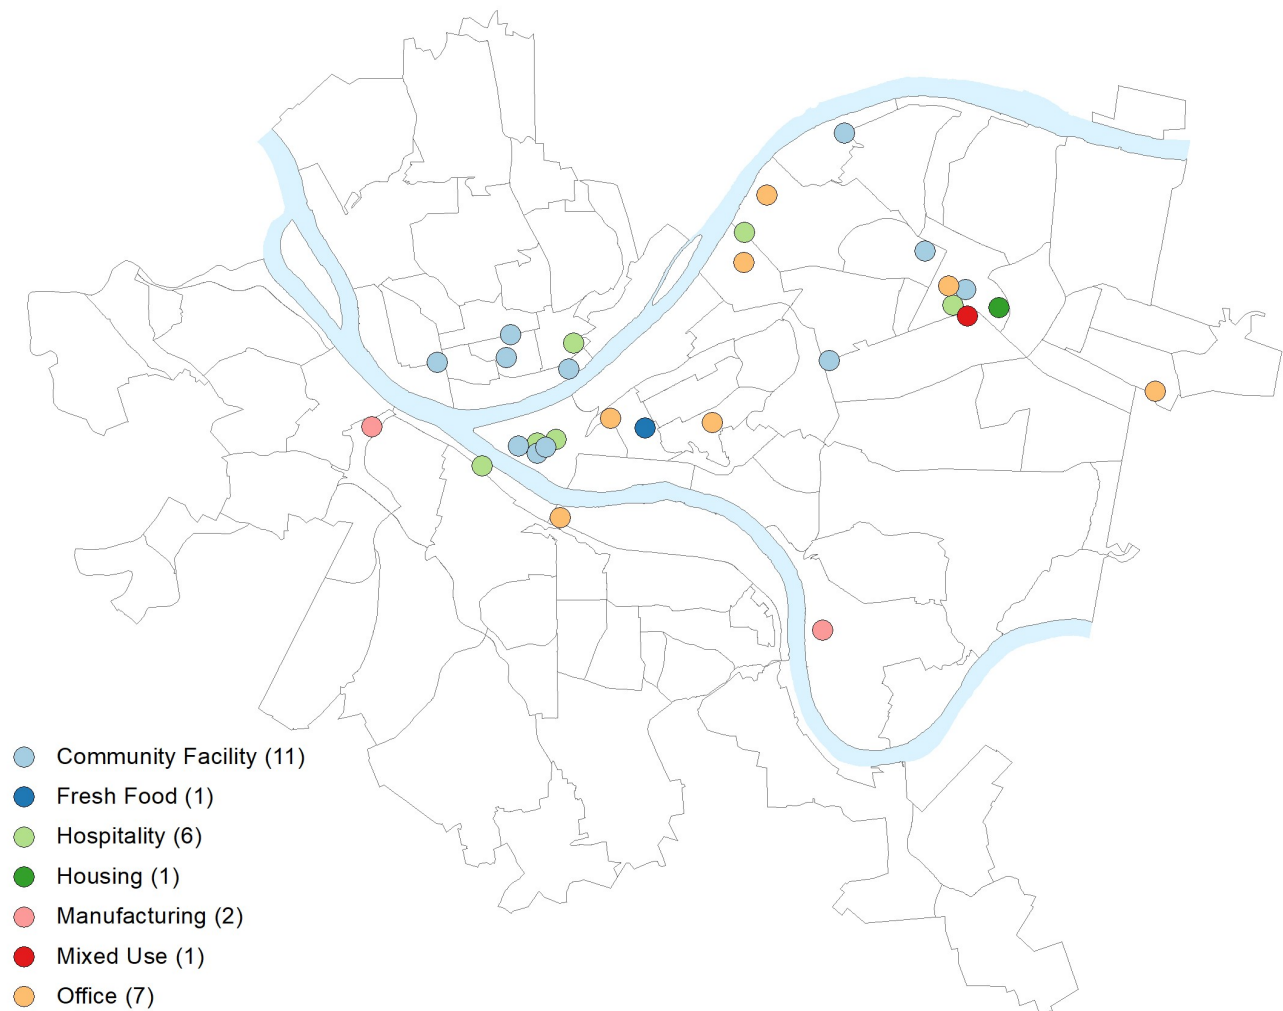 Community Facility (11)
Fresh Food (1)
Hospitality (6)
Housing (1)
Manufacturing (2)
Mixed Use (1)
Office (7)